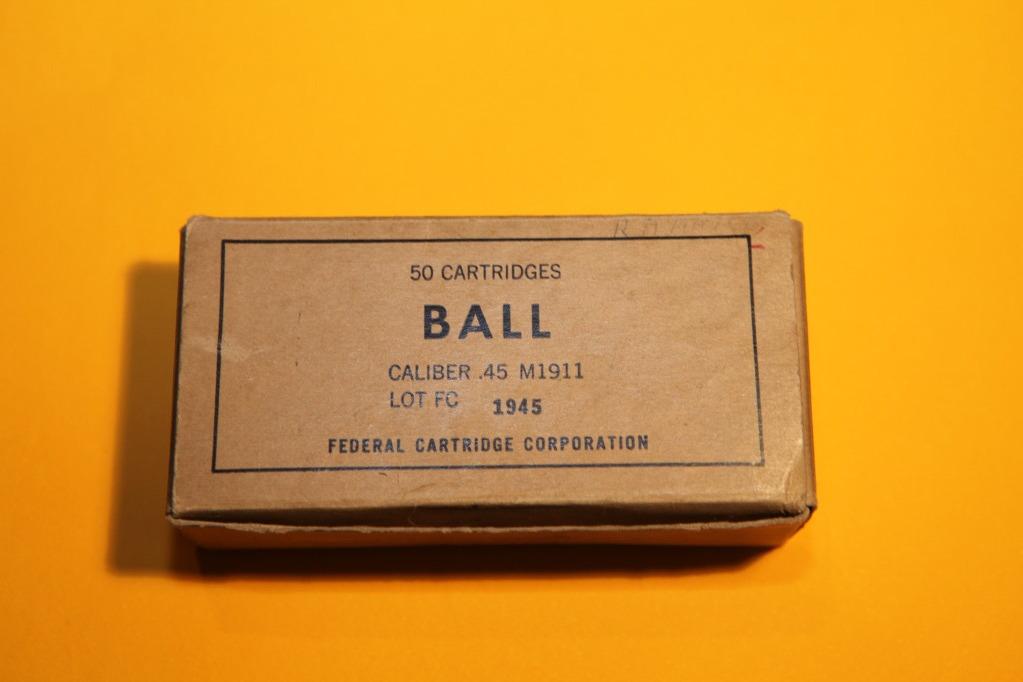 50 CARTRIDGES
BALL
CALIBER .45 M1911
LOT FC 1945
FEDERAL CARTRIDGE CORPORATION